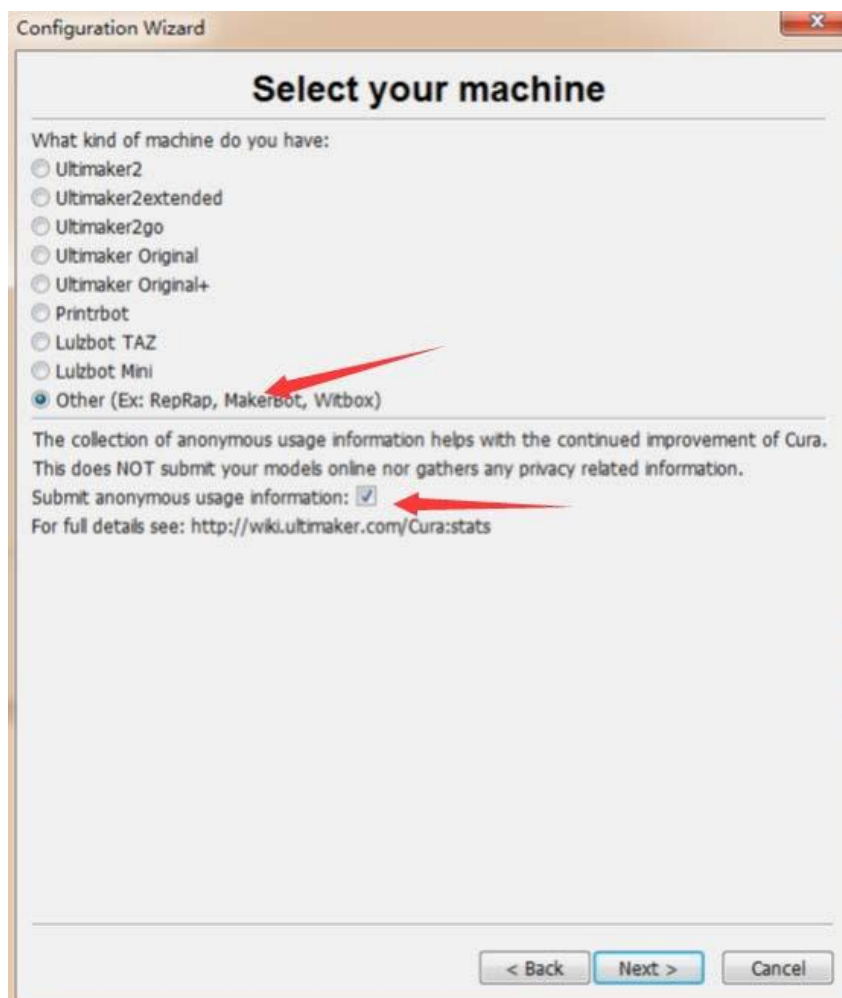 Configuration Wizard
Select your machine
What kind of machine do you have:
Ultimaker2
Ultimaker2extended
Ultimaker2go
Ultimaker Original
Ultimaker Original+
Printrbot
Lulzbot TAZ
Lulzbot Mini
Other (Ex: RepRap, MakerBot, Witbox)
The collection of anonymous usage information helps with the continued improvement of Cura.
This does NOT submit your models online nor gathers any privacy related information.
Submit anonymous usage information:
For full details see: http://wiki.ultimaker.com/Cura:stats
< Back Next > Cancel